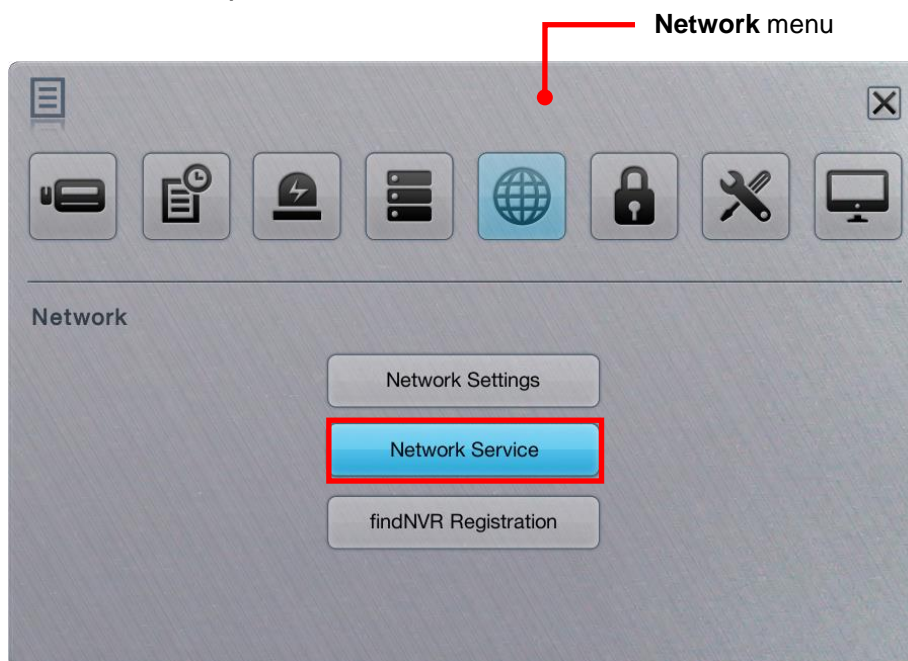 Network menu
Network
Network Settings
Network Service
findNVR Registration